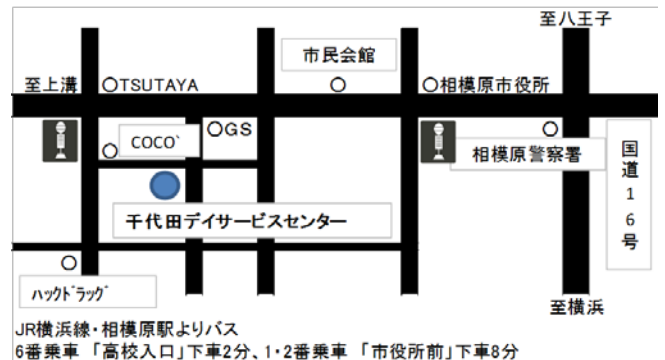 至八王子
市民会館
至上溝
○TSUTAYA
○相模原市役所
COCO`
○GS
相模原警察署
国道16号
千代田デイサービスセンター
ハックドラッグ
至横浜
JR横浜線・相模原駅よりバス
6番乗車 「高校入口」下車2分、1・2番乗車 「市役所前」下車8分